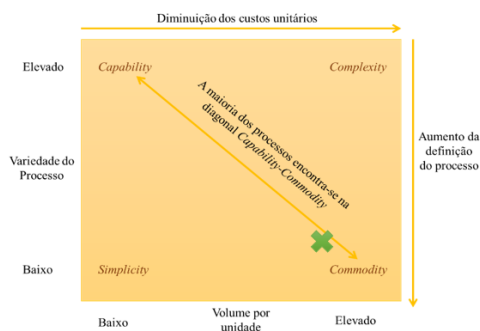 Diminuição dos custos unitários
Elevado
Capability
Complexity
A maioria dos processos encontra-se na
diagonal Capability-Commodity
Variedade do
Processo
Aumento da
definição
do processo
Baixo
Simplicity
Commodity
Baixo
Volume por
unidade
Elevado